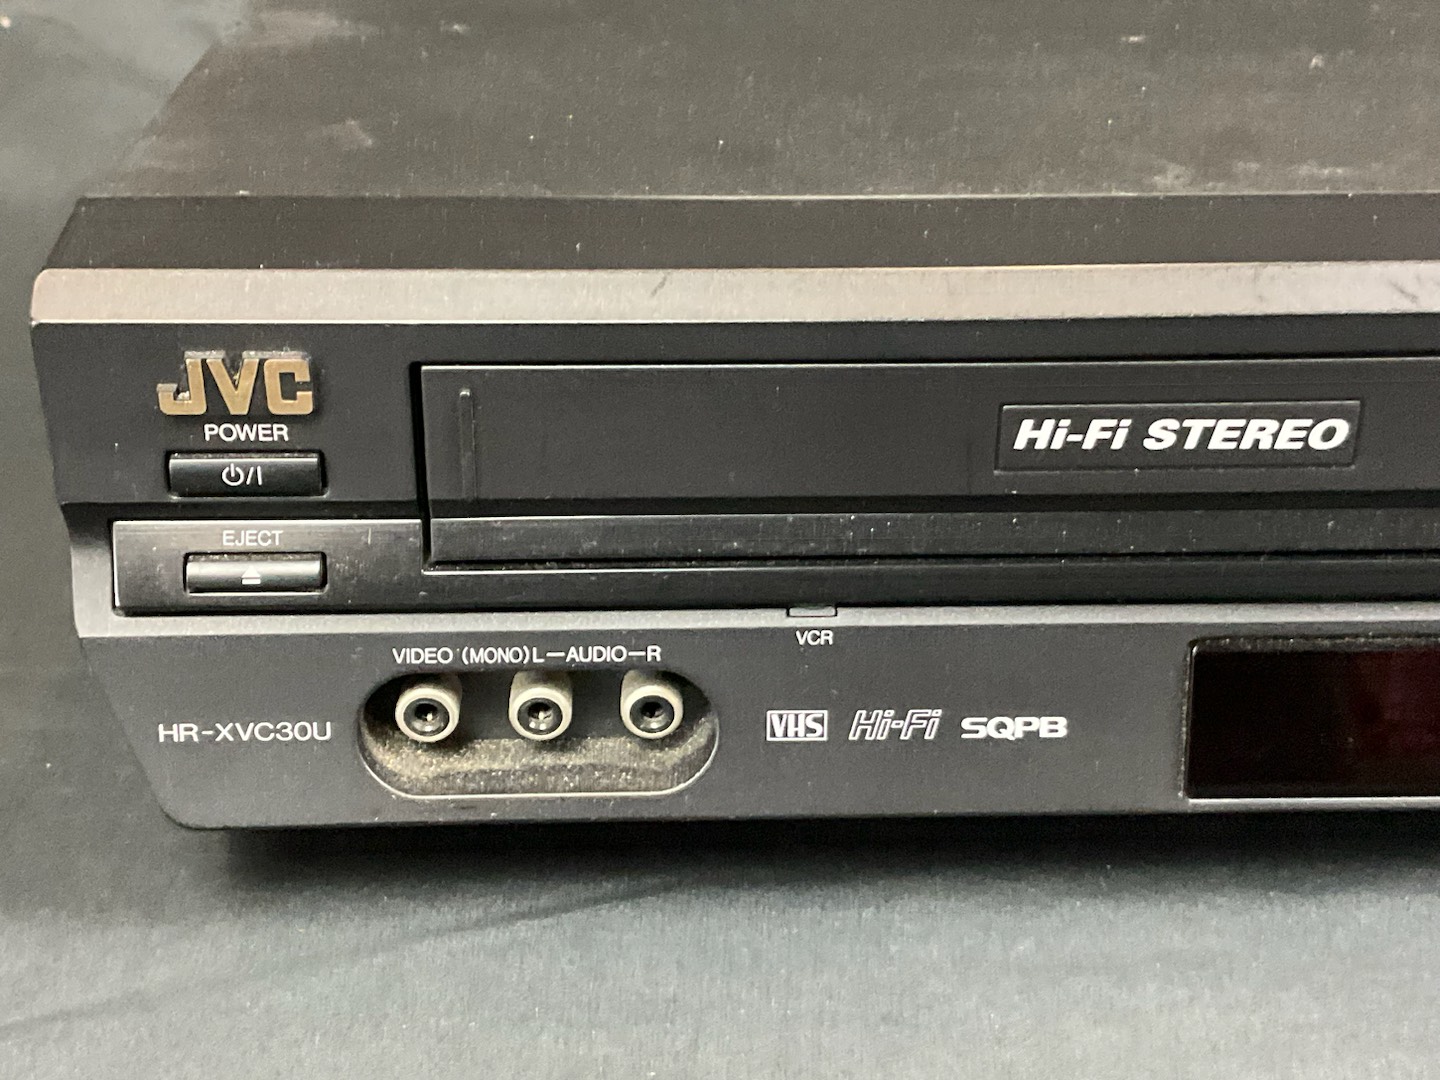 JVC
POWER
⏻/I
Hi-Fi STEREO
EJECT
VCR
VIDEO (MONO)L—AUDIO—R
HR-XVC30U
VHS Hi-Fi SQPB